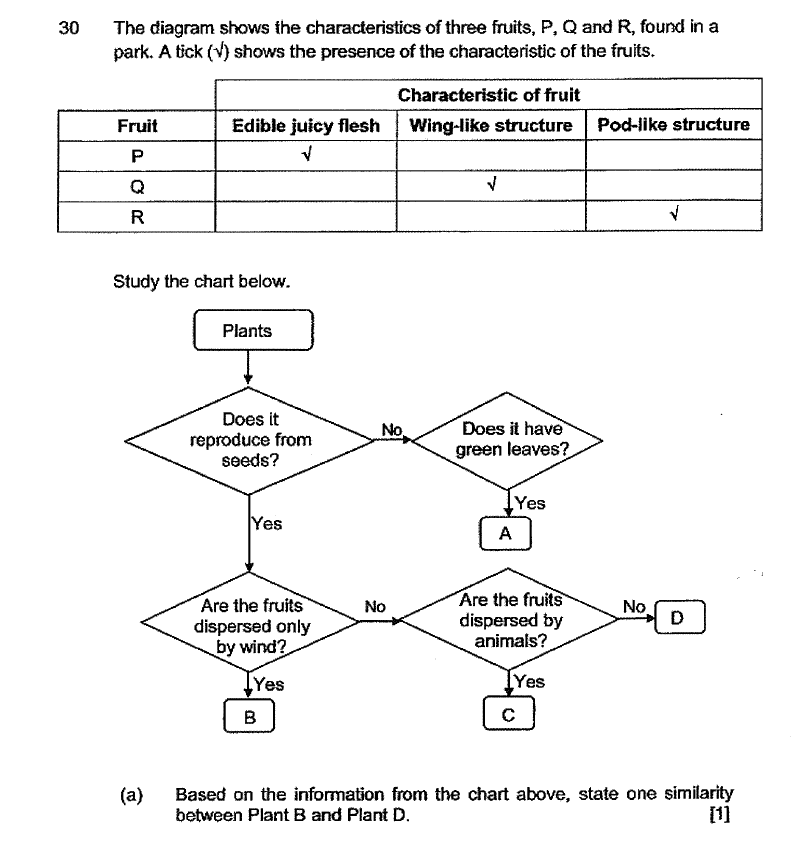 30 The diagram shows the characteristics of three fruits, P, Q and R, found in a
park. A tick (√) shows the presence of the characteristic of the fruits.
Characteristic of fruit
Fruit Edible juicy flesh Wing-like structure Pod-like structure
P √
Q √
R √
Study the chart below.
Plants
Does it
reproduce from
seeds?
No
Does it have
green leaves?
Yes
A
Yes
Are the fruits
dispersed only
by wind?
No
Are the fruits
dispersed by
animals?
No
D
Yes
B
Yes
C
(a) Based on the information from the chart above, state one similarity
between Plant B and Plant D. [1]